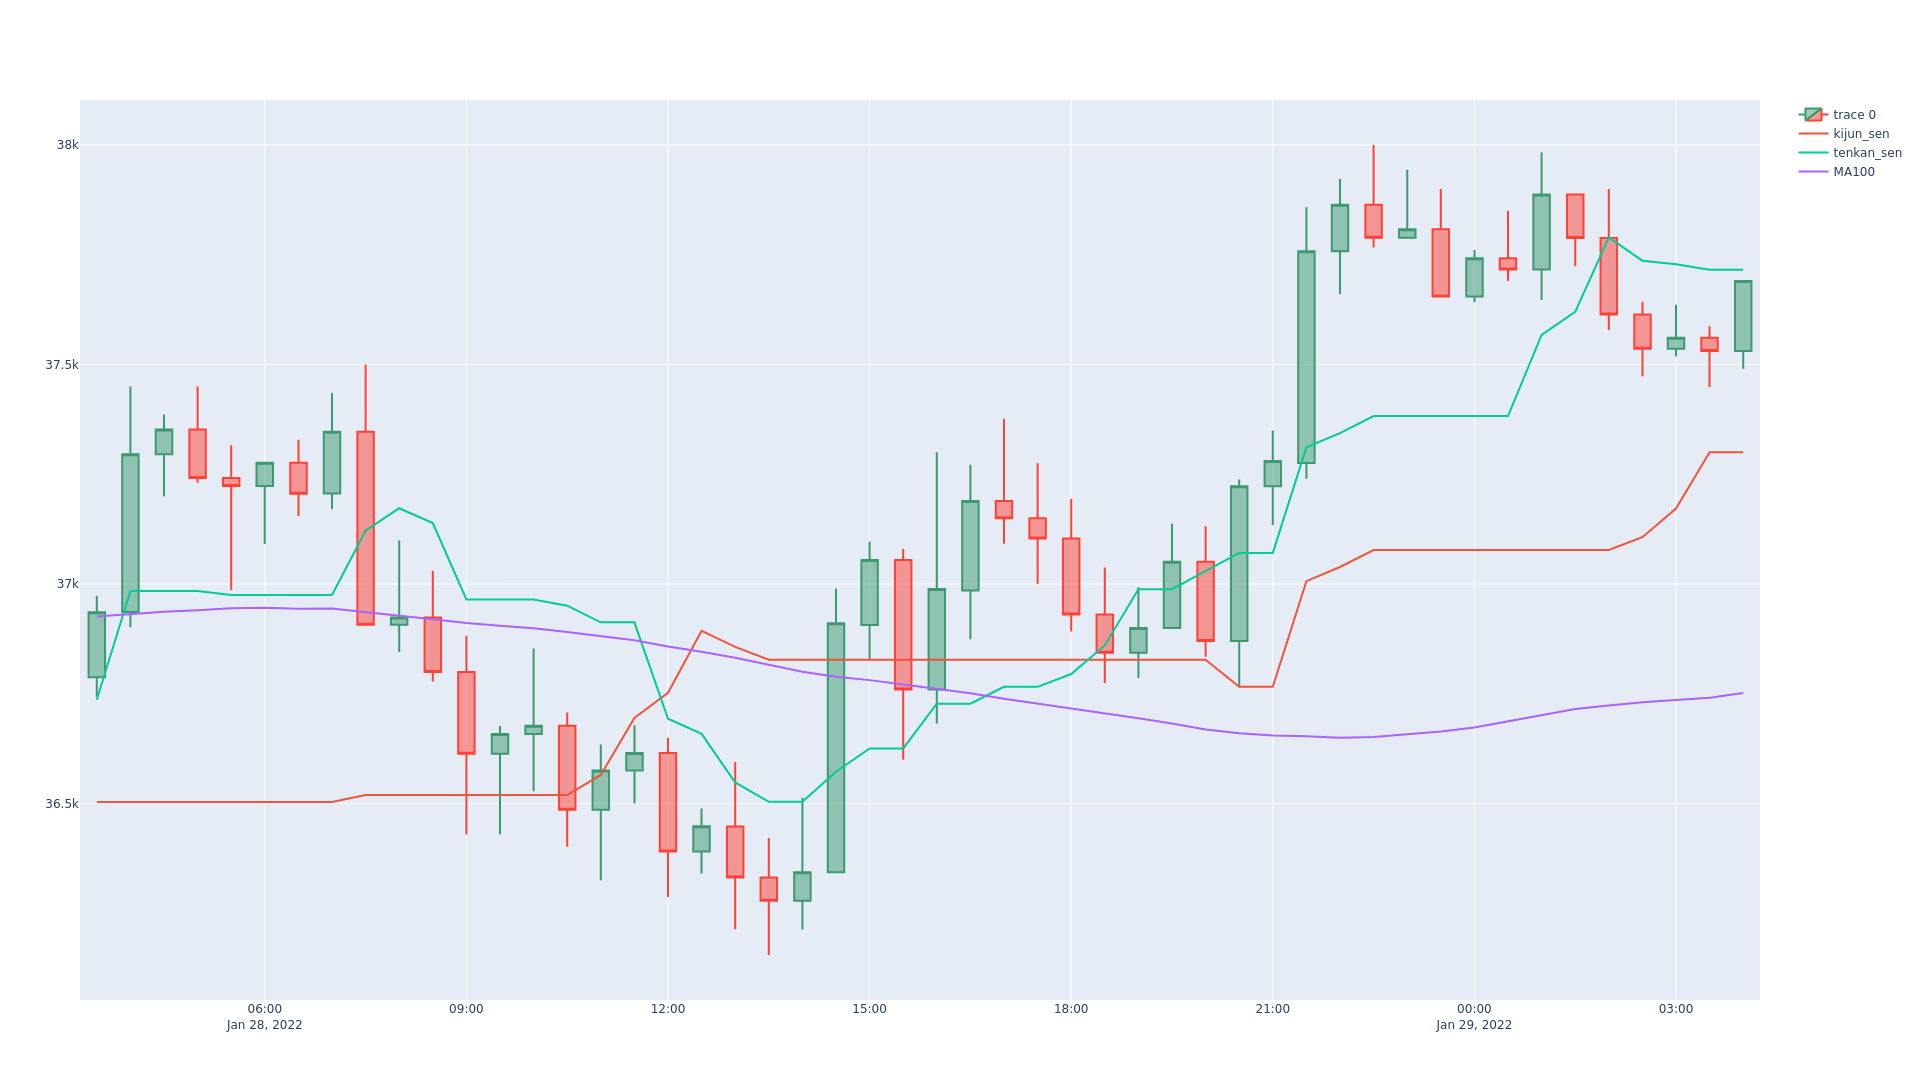 38k
37.5k
37k
36.5k
06:00
Jan 28, 2022
09:00
12:00
15:00
18:00
21:00
00:00
Jan 29, 2022
03:00
trace 0
kijun_sen
tenkan_sen
MA100